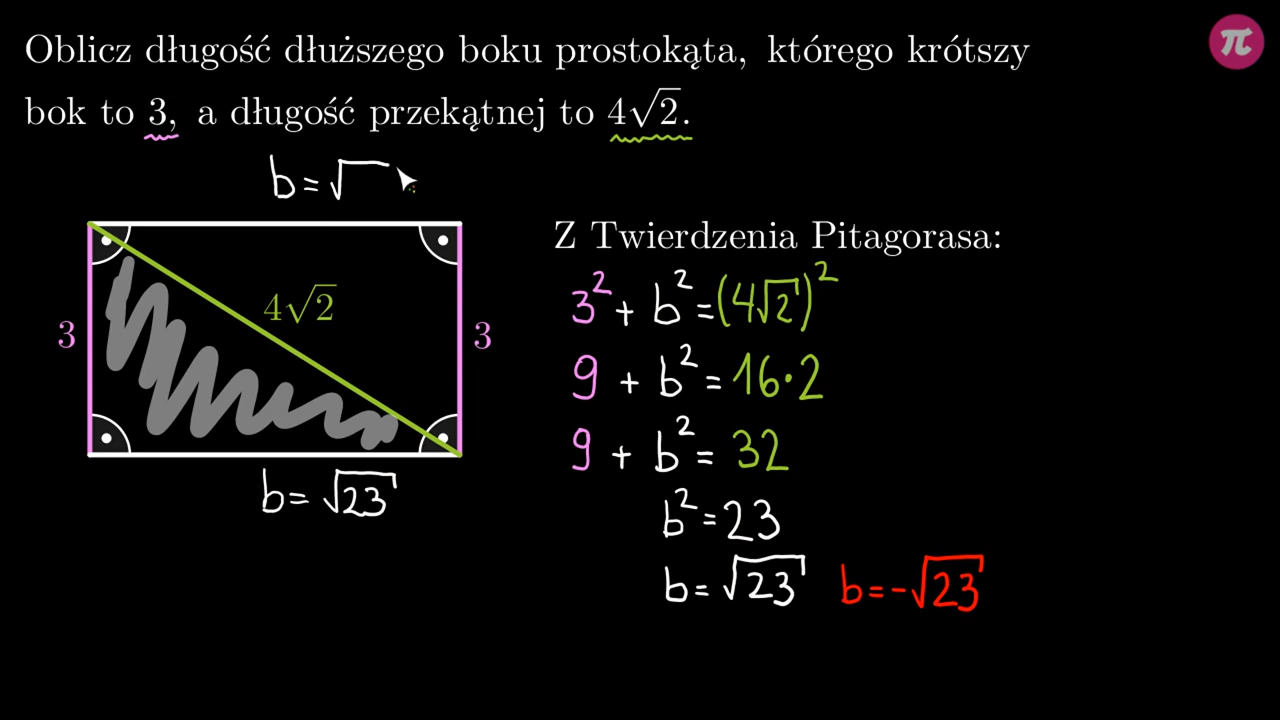 Oblicz długość dłuższego boku prostokąta, którego krótszy
bok to 3, a długość przekątnej to 4√2.
π
b = √
4√2
3
3
b = √23
Z Twierdzenia Pitagorasa:
3² + b² = (4√2)²
9 + b² = 16·2
9 + b² = 32
b² = 23
b = √23 b = -√23